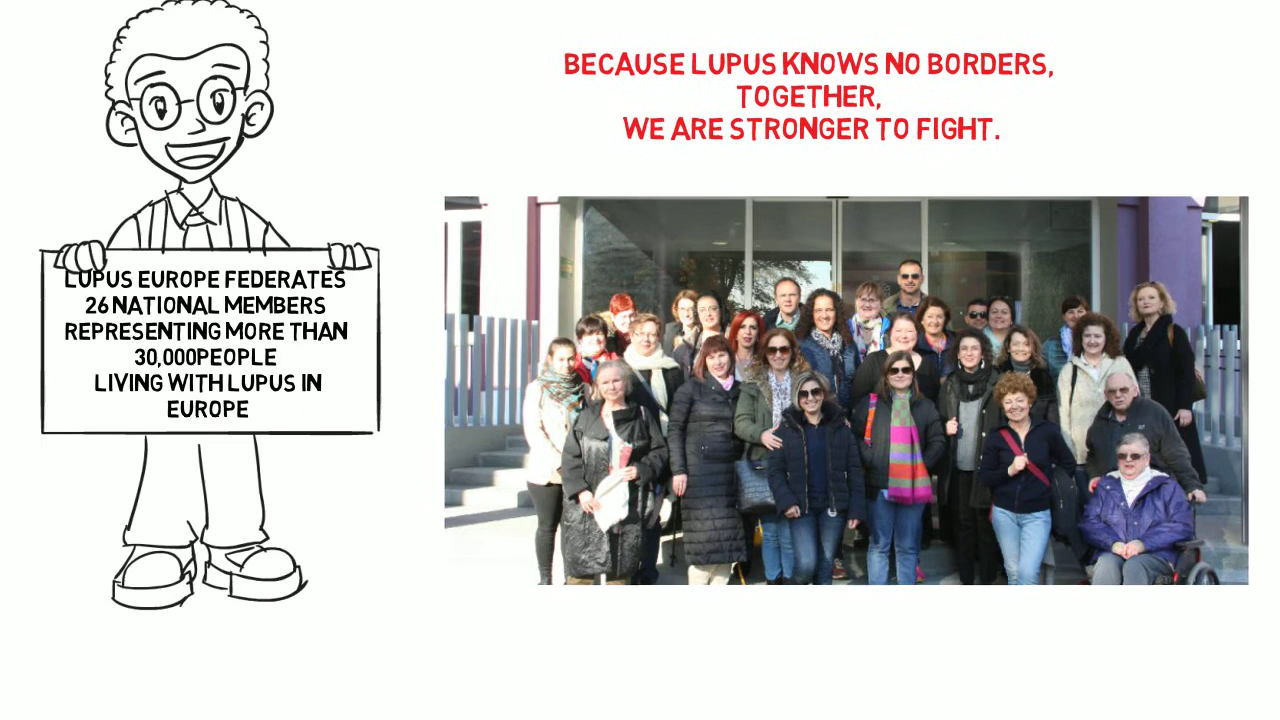 BECAUSE LUPUS KNOWS NO BORDERS,
TOGETHER,
WE ARE STRONGER TO FIGHT.
LUPUS EUROPE FEDERATES
26 NATIONAL MEMBERS
REPRESENTING MORE THAN
30,000PEOPLE
LIVING WITH LUPUS IN
EUROPE